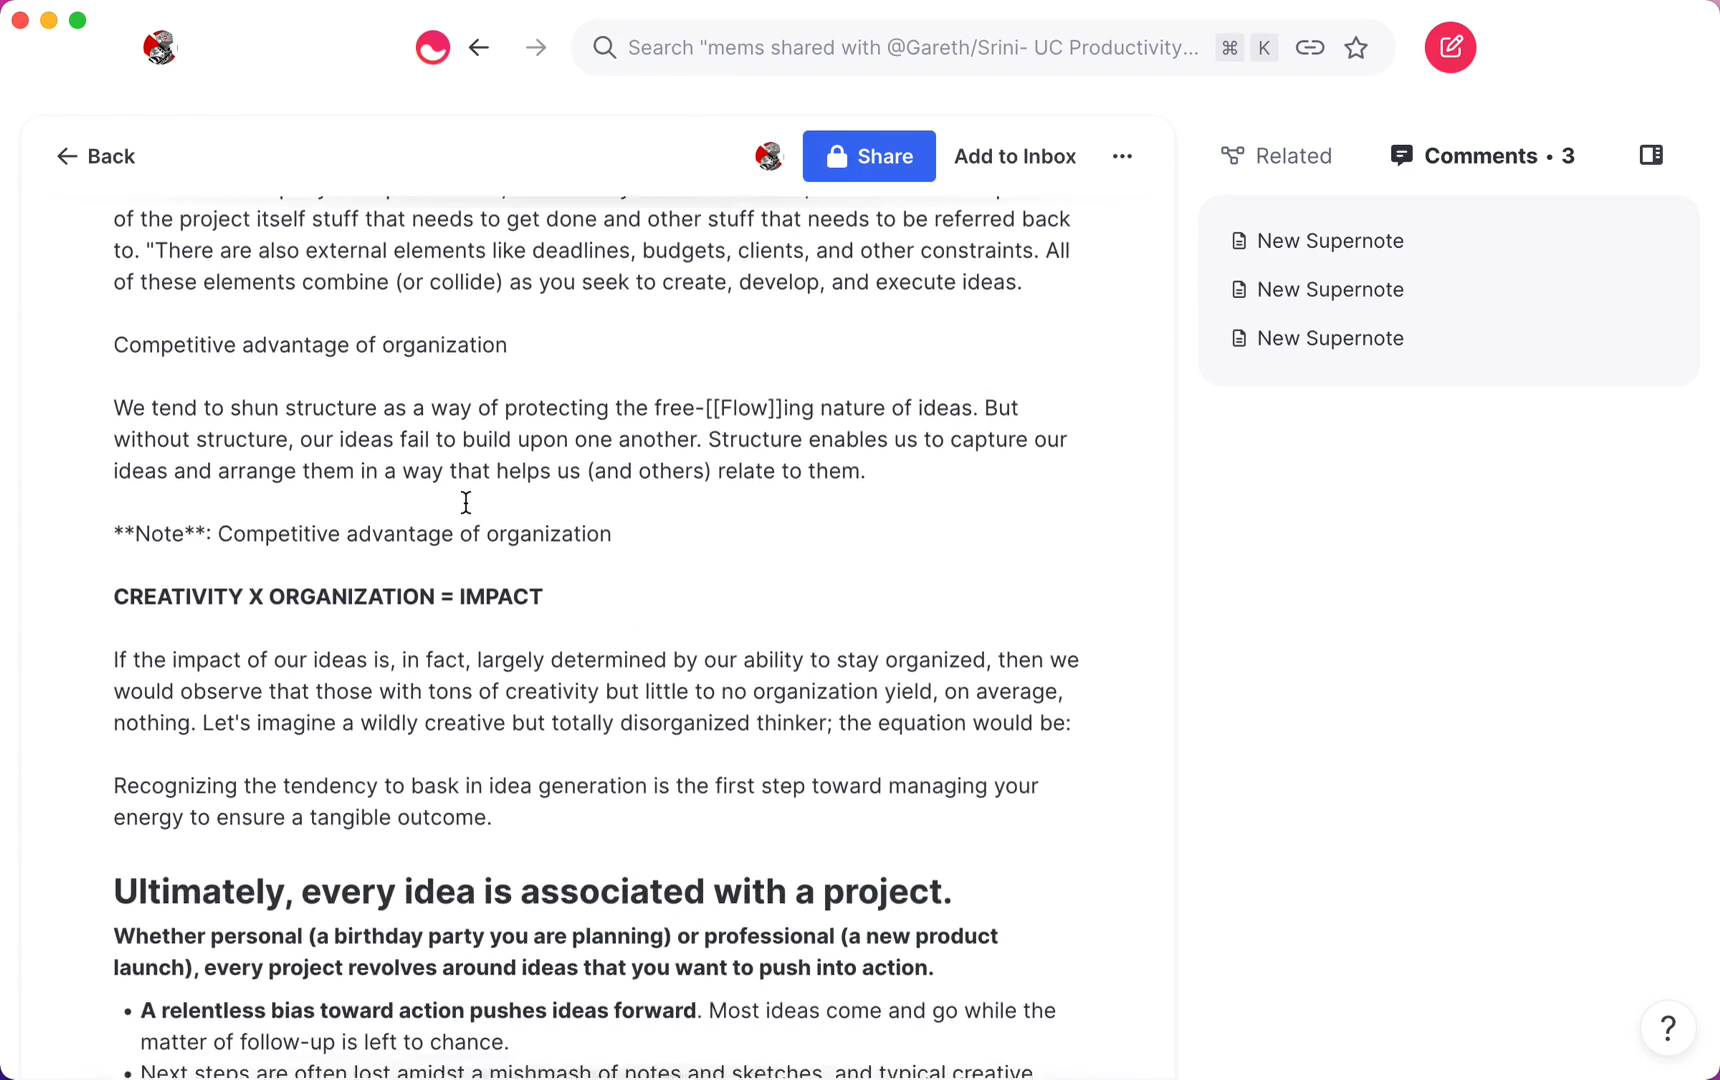 Search "mems shared with @Gareth/Srini- UC Productivity...
⌘ K
Back
Share
Add to Inbox
Related
Comments • 3
New Supernote
New Supernote
New Supernote
of the project itself stuff that needs to get done and other stuff that needs to be referred back
to. "There are also external elements like deadlines, budgets, clients, and other constraints. All
of these elements combine (or collide) as you seek to create, develop, and execute ideas.
Competitive advantage of organization
We tend to shun structure as a way of protecting the free-[[Flow]]ing nature of ideas. But
without structure, our ideas fail to build upon one another. Structure enables us to capture our
ideas and arrange them in a way that helps us (and others) relate to them.
**Note**: Competitive advantage of organization
CREATIVITY X ORGANIZATION = IMPACT
If the impact of our ideas is, in fact, largely determined by our ability to stay organized, then we
would observe that those with tons of creativity but little to no organization yield, on average,
nothing. Let's imagine a wildly creative but totally disorganized thinker; the equation would be:
Recognizing the tendency to bask in idea generation is the first step toward managing your
energy to ensure a tangible outcome.
Ultimately, every idea is associated with a project.
Whether personal (a birthday party you are planning) or professional (a new product
launch), every project revolves around ideas that you want to push into action.
• A relentless bias toward action pushes ideas forward. Most ideas come and go while the
matter of follow-up is left to chance.
• Next steps are often lost amidst a mishmash of notes and sketches, and typical creative
?